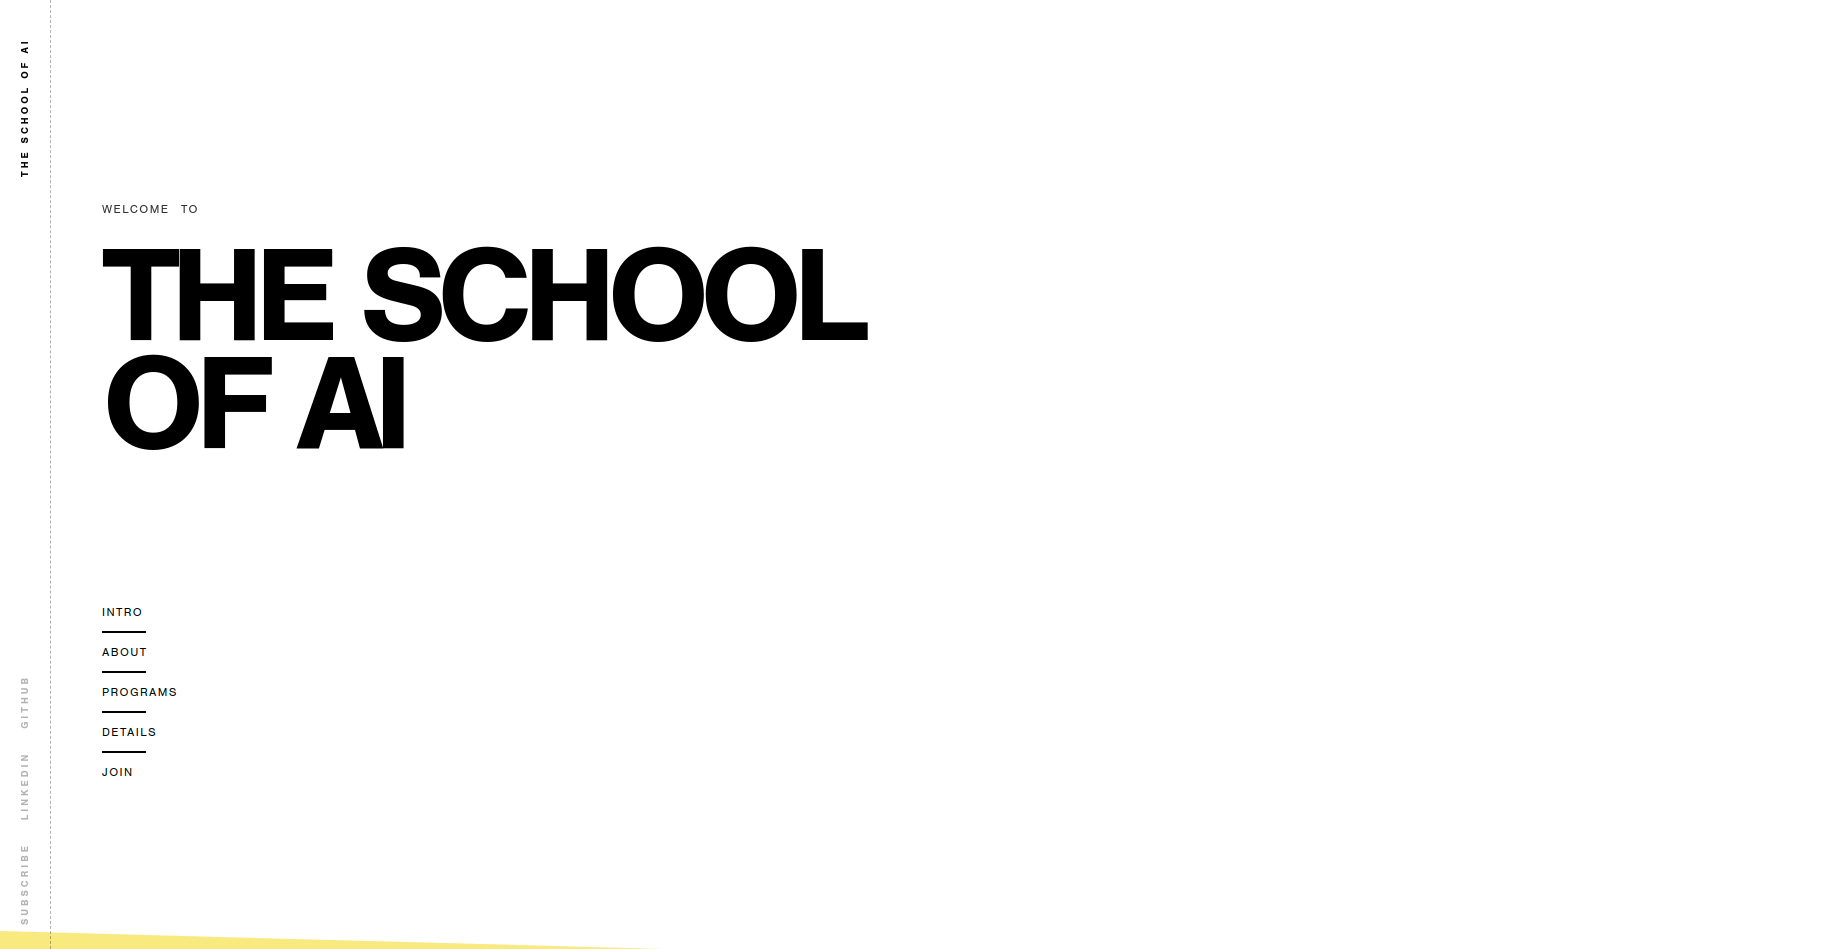 THE SCHOOL OF AI
WELCOME TO
THE SCHOOL
OF AI
INTRO
ABOUT
PROGRAMS
DETAILS
JOIN
SUBSCRIBE LINKEDIN GITHUB